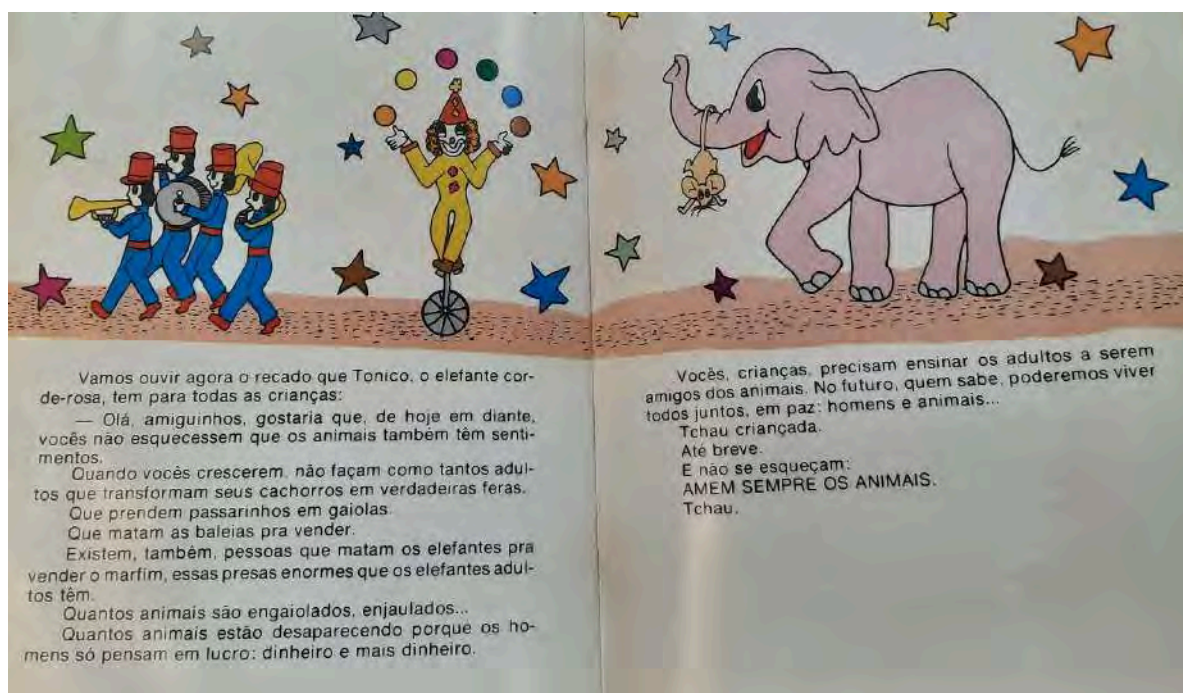 Vamos ouvir agora o recado que Tonico, o elefante cor-
de-rosa, tem para todas as crianças:
— Olá, amiguinhos, gostaria que, de hoje em diante,
vocês não esquecessem que os animais também têm senti-
mentos.
Quando vocês crescerem, não façam como tantos adul-
tos que transformam seus cachorros em verdadeiras feras.
Que prendem passarinhos em gaiolas.
Que matam as baleias pra vender.
Existem, também, pessoas que matam os elefantes pra
vender o marfim, essas presas enormes que os elefantes adul-
tos têm.
Quantos animais são engaiolados, enjaulados...
Quantos animais estão desaparecendo porque os ho-
mens só pensam em lucro: dinheiro e mais dinheiro.
Vocês, crianças, precisam ensinar os adultos a serem
amigos dos animais. No futuro, quem sabe, poderemos viver
todos juntos, em paz: homens e animais...
Tchau criançada.
Até breve.
E não se esqueçam:
AMEM SEMPRE OS ANIMAIS.
Tchau.